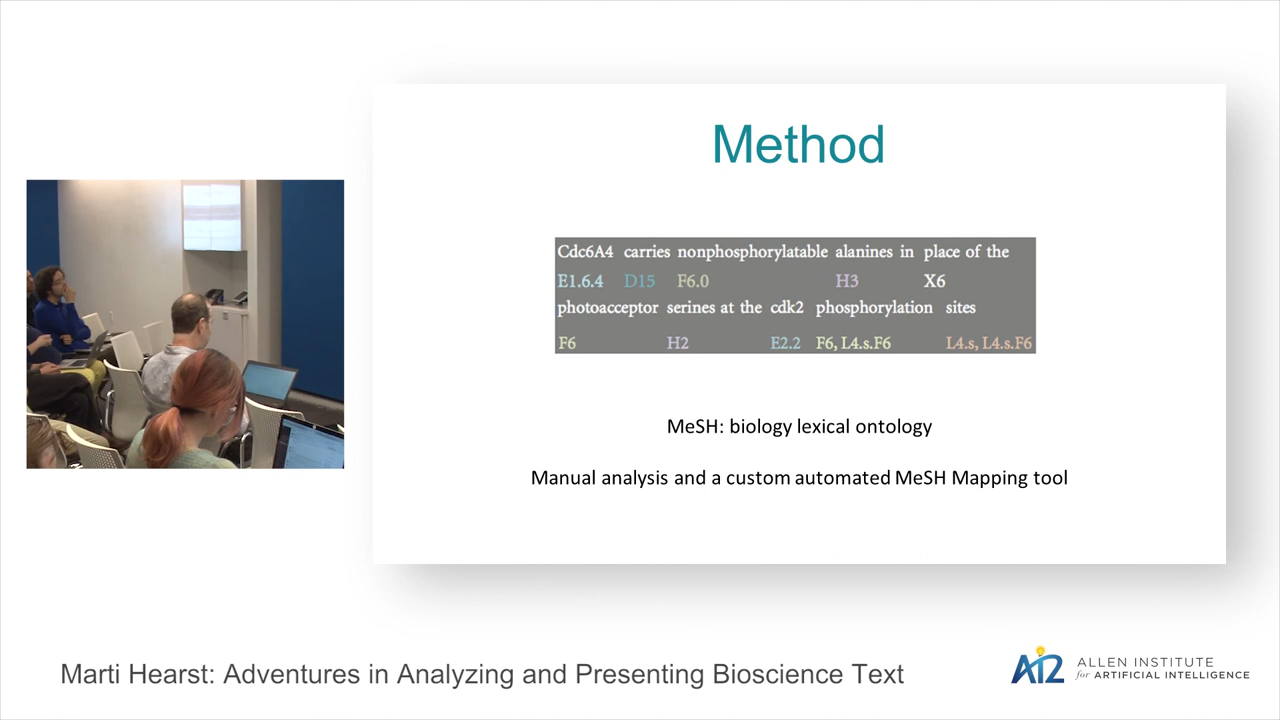 Method
Cdc6A4 carries nonphosphorylatable alanines in place of the
E1.6.4 D15 F6.0 H3 X6
photoacceptor serines at the cdk2 phosphorylation sites
F6 H2 E2.2 F6, L4.s.F6 L4.s, L4.s.F6
MeSH: biology lexical ontology
Manual analysis and a custom automated MeSH Mapping tool
Marti Hearst: Adventures in Analyzing and Presenting Bioscience Text
AI2 ALLEN INSTITUTE
for ARTIFICIAL INTELLIGENCE